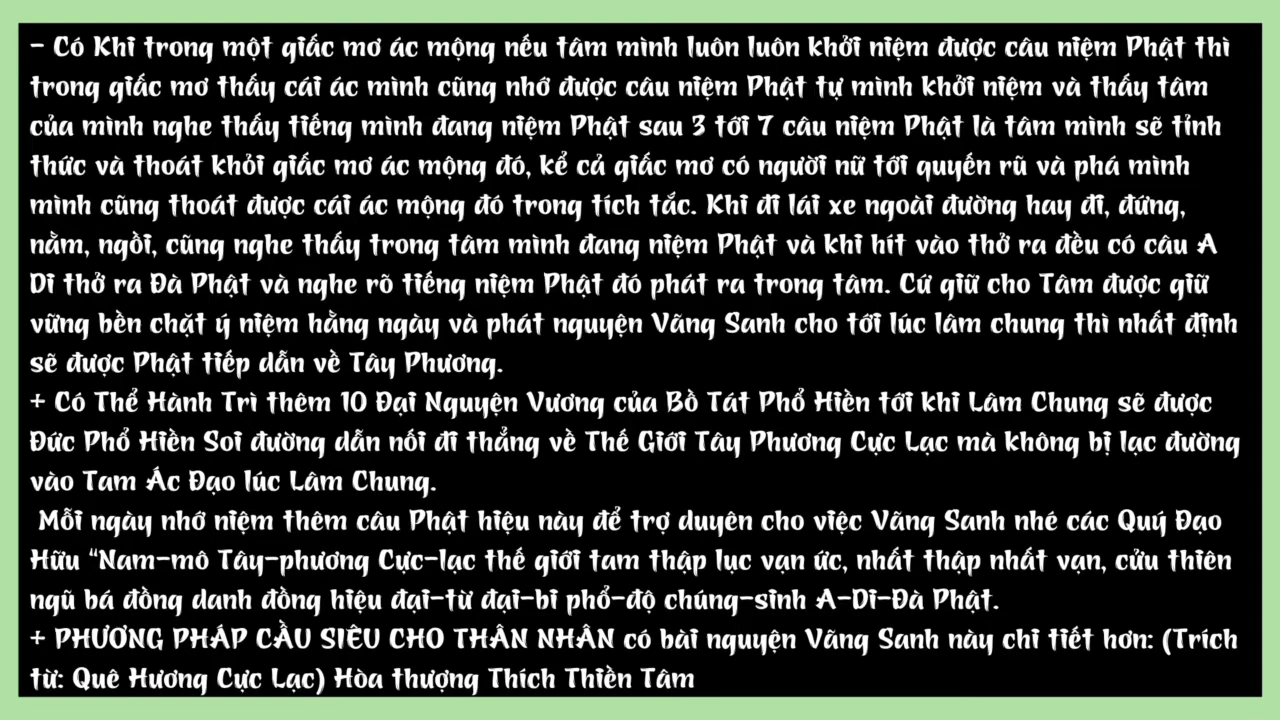 - Có Khi trong một giấc mơ ác mộng nếu tâm mình luôn luôn khởi niệm được câu niệm Phật thì
trong giấc mơ thấy cái ác mình cũng nhớ được câu niệm Phật tự mình khởi niệm và thấy tâm
của mình nghe thấy tiếng mình đang niệm Phật sau 3 tới 7 câu niệm Phật là tâm mình sẽ tỉnh
thức và thoát khỏi giấc mơ ác mộng đó, kể cả giấc mơ có người nữ tới quyến rũ và phá mình
mình cũng thoát được cái ác mộng đó trong tích tắc. Khi đi lái xe ngoài đường hay đi, đứng,
nằm, ngồi, cũng nghe thấy trong tâm mình đang niệm Phật và khi hít vào thở ra đều có câu A
Di thở ra Đà Phật và nghe rõ tiếng niệm Phật đó phát ra trong tâm. Cứ giữ cho Tâm được giữ
vững bền chặt ý niệm hằng ngày và phát nguyện Vãng Sanh cho tới lúc lâm chung thì nhất định
sẽ được Phật tiếp dẫn về Tây Phương.
+ Có Thể Hành Trì thêm 10 Đại Nguyện Vương của Bồ Tát Phổ Hiền tới khi Lâm Chung sẽ được
Đức Phổ Hiền Soi đường dẫn nối đi thẳng về Thế Giới Tây Phương Cực Lạc mà không bị lạc đường
vào Tam Ác Đạo lúc Lâm Chung.
Mỗi ngày nhớ niệm thêm câu Phật hiệu này để trợ duyên cho việc Vãng Sanh nhé các Quý Đạo
Hữu "Nam-mô Tây-phương Cực-lạc thế giới tam thập lục vạn ức, nhất thập nhất vạn, cửu thiên
ngũ bá đồng danh đồng hiệu đại-từ đại-bi phổ-độ chúng-sinh A-Di-Đà Phật.
+ PHƯƠNG PHÁP CẦU SIÊU CHO THÂN NHÂN có bài nguyện Vãng Sanh này chi tiết hơn: (Trích
từ: Quê Hương Cực Lạc) Hòa thượng Thích Thiền Tâm